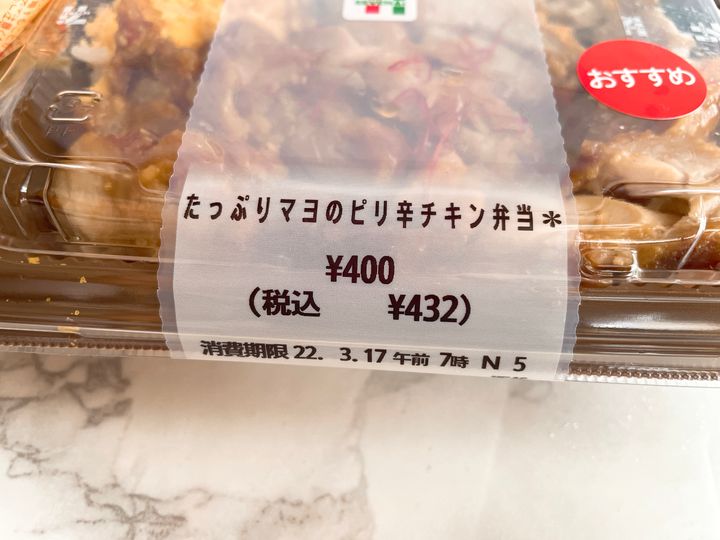 おすすめ
たっぷりマヨのピリ辛チキン弁当＊
¥400
（税込 ¥432）
消費期限 22. 3.17 午前 7時 N 5